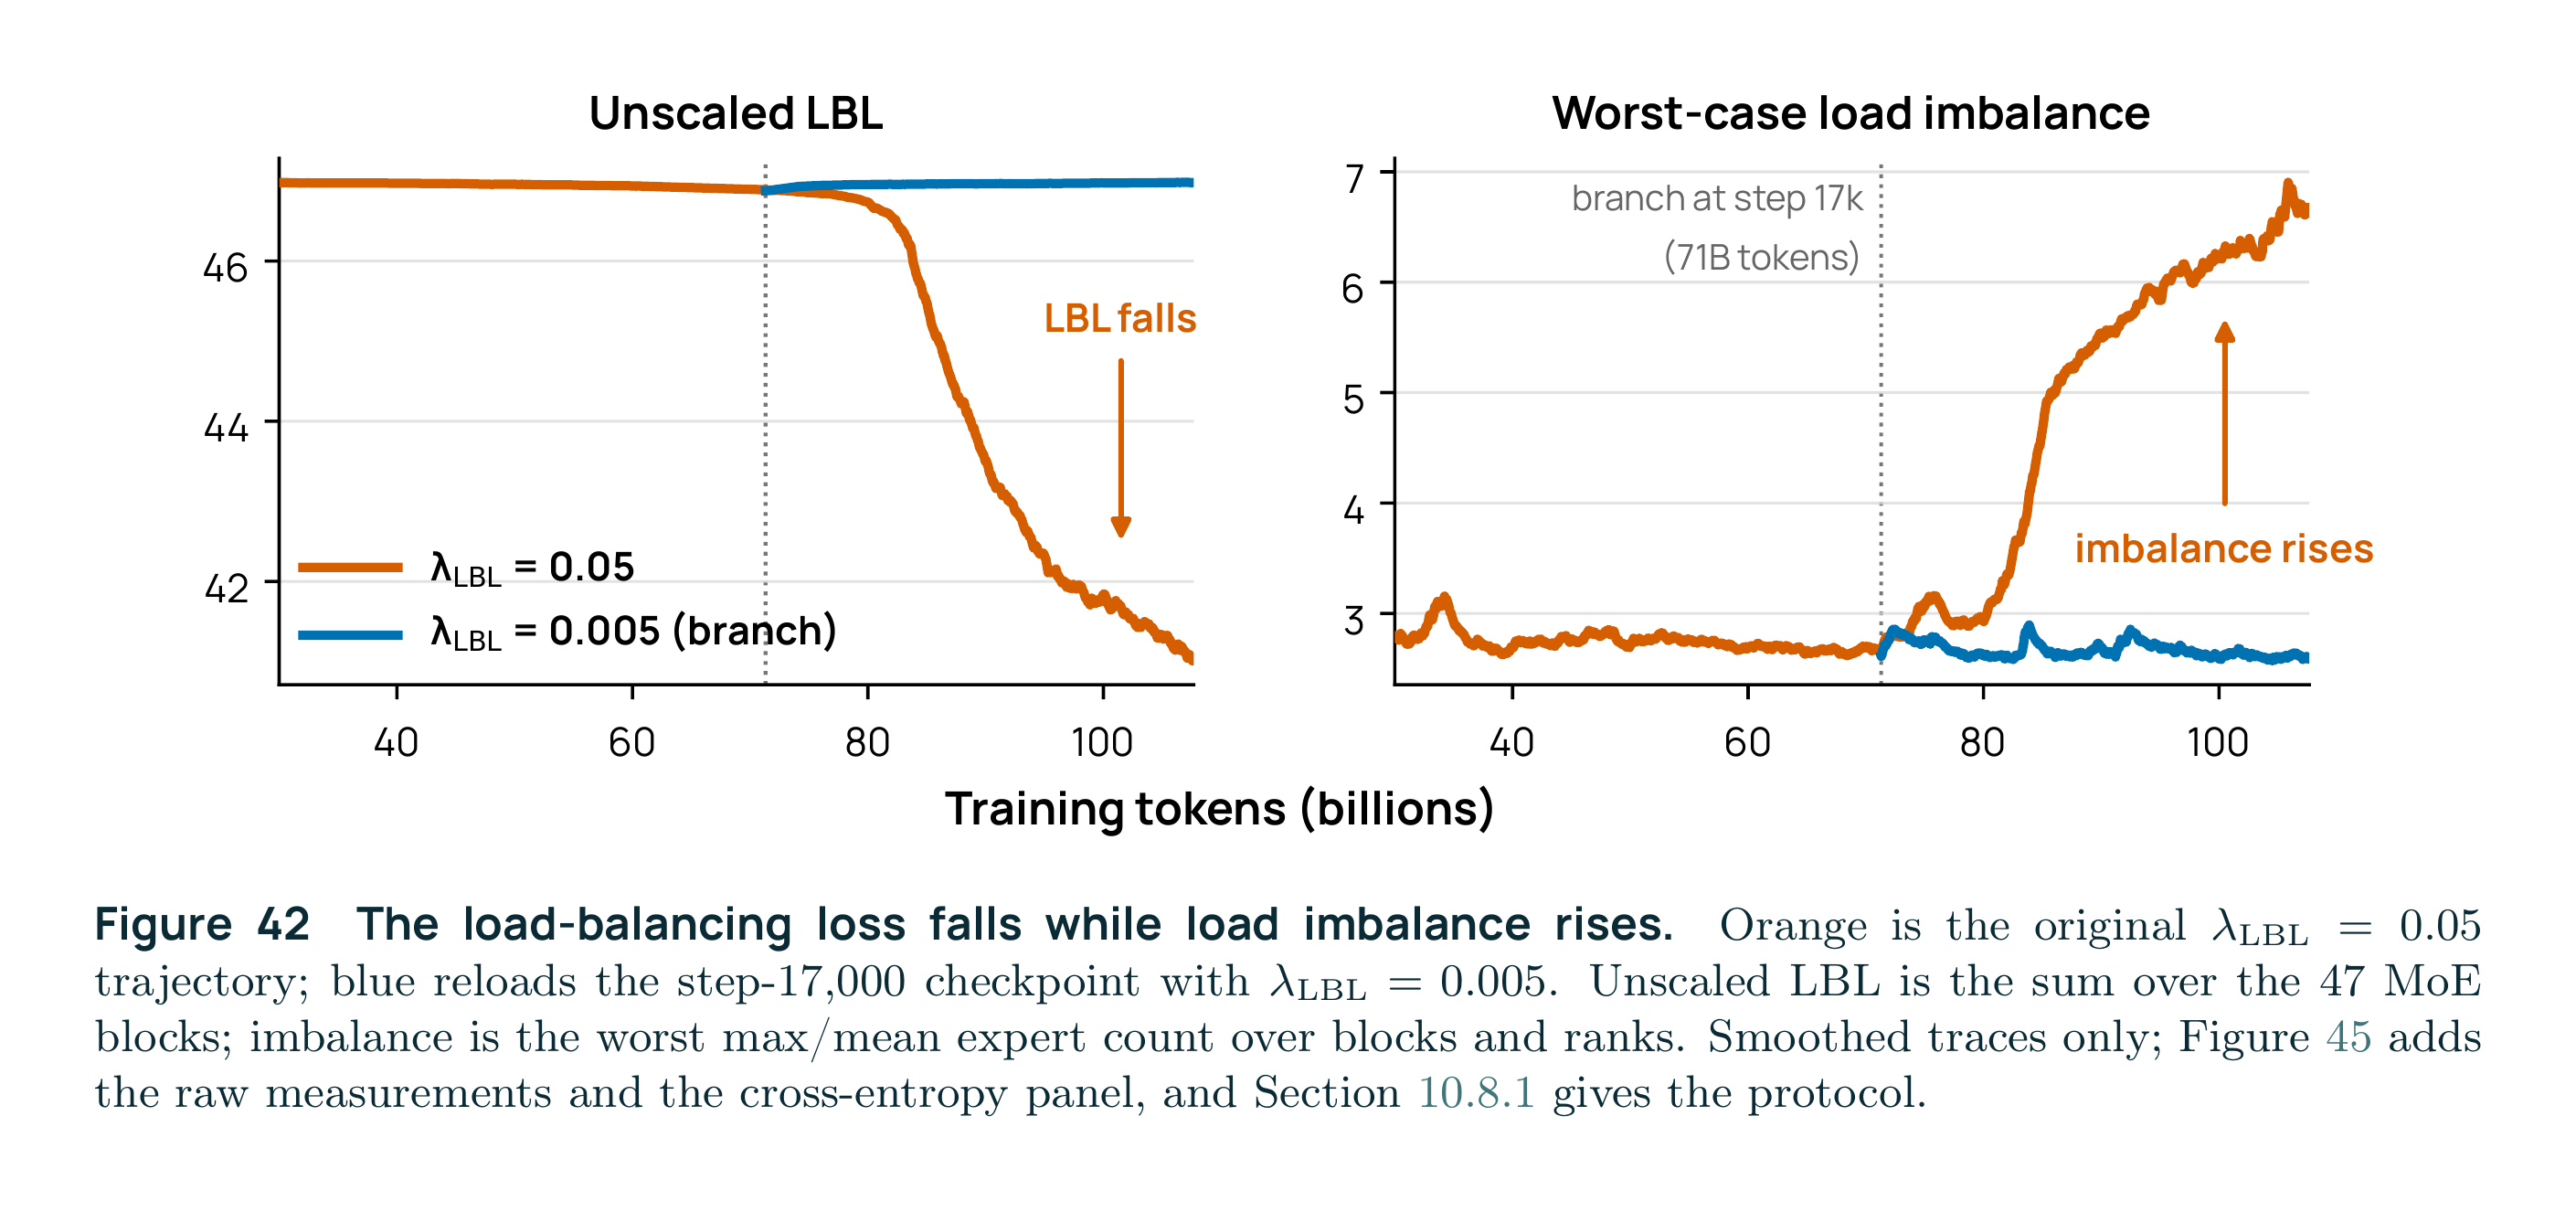 Unscaled LBL
46
44
42
LBL falls
λLBL = 0.05
λLBL = 0.005 (branch)
40 60 80 100
Worst-case load imbalance
7
6
5
4
3
branch at step 17k
(71B tokens)
imbalance rises
40 60 80 100
Training tokens (billions)
Figure 42 The load-balancing loss falls while load imbalance rises. Orange is the original λLBL = 0.05
trajectory; blue reloads the step-17,000 checkpoint with λLBL = 0.005. Unscaled LBL is the sum over the 47 MoE
blocks; imbalance is the worst max/mean expert count over blocks and ranks. Smoothed traces only; Figure 45 adds
the raw measurements and the cross-entropy panel, and Section 10.8.1 gives the protocol.